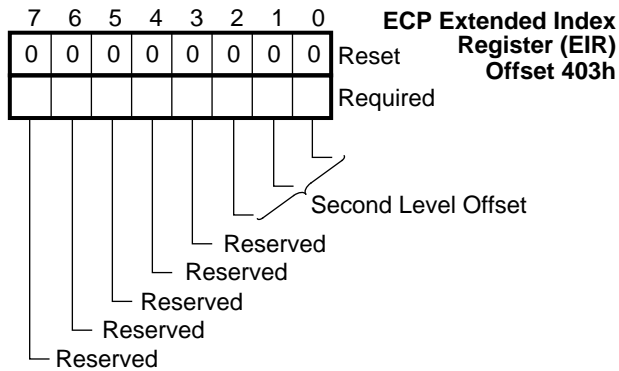 7 6 5 4 3 2 1 0
ECP Extended Index
Register (EIR)
Offset 403h
0 0 0 0 0 0 0 0 Reset
Required
Second Level Offset
Reserved
Reserved
Reserved
Reserved
Reserved